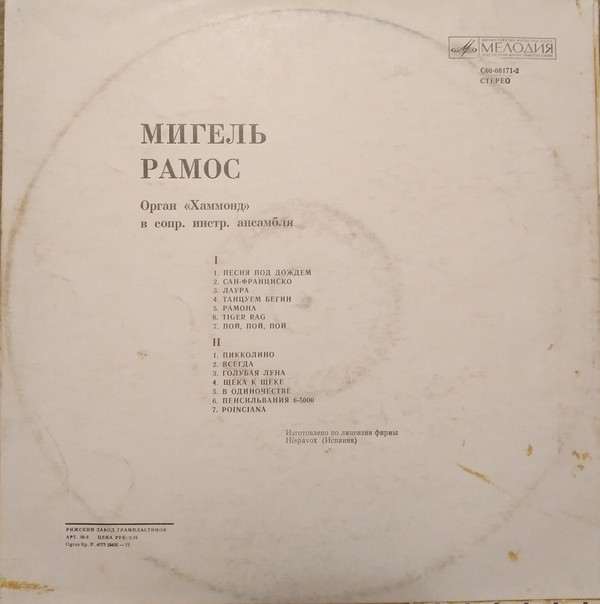 МЕЛОДИЯ
С60-08171-2
СТЕРЕО
МИГЕЛЬ
РАМОС
Орган «Хаммонд»
в сопр. инстр. ансамбля
I
1. ПЕСНЯ ПОД ДОЖДЕМ
2. САН-ФРАНЦИСКО
3. ЛАУРА
4. ТАНЦУЕМ БЕГИН
5. РАМОНА
6. TIGER RAG
7. ПОЙ, ПОЙ, ПОЙ
II
1. ПИККОЛИНО
2. ВСЕГДА
3. ГОЛУБАЯ ЛУНА
4. ЩЕКА К ЩЕКЕ
5. В ОДИНОЧЕСТВЕ
6. ПЕНСИЛЬВАНИЯ 6-5000
7. POINCIANA
Изготовлено по лицензии фирмы
Hispavox (Испания)
РИЖСКИЙ ЗАВОД ГРАМПЛАСТИНОК
АРТ. ЦЕНА РУБ.